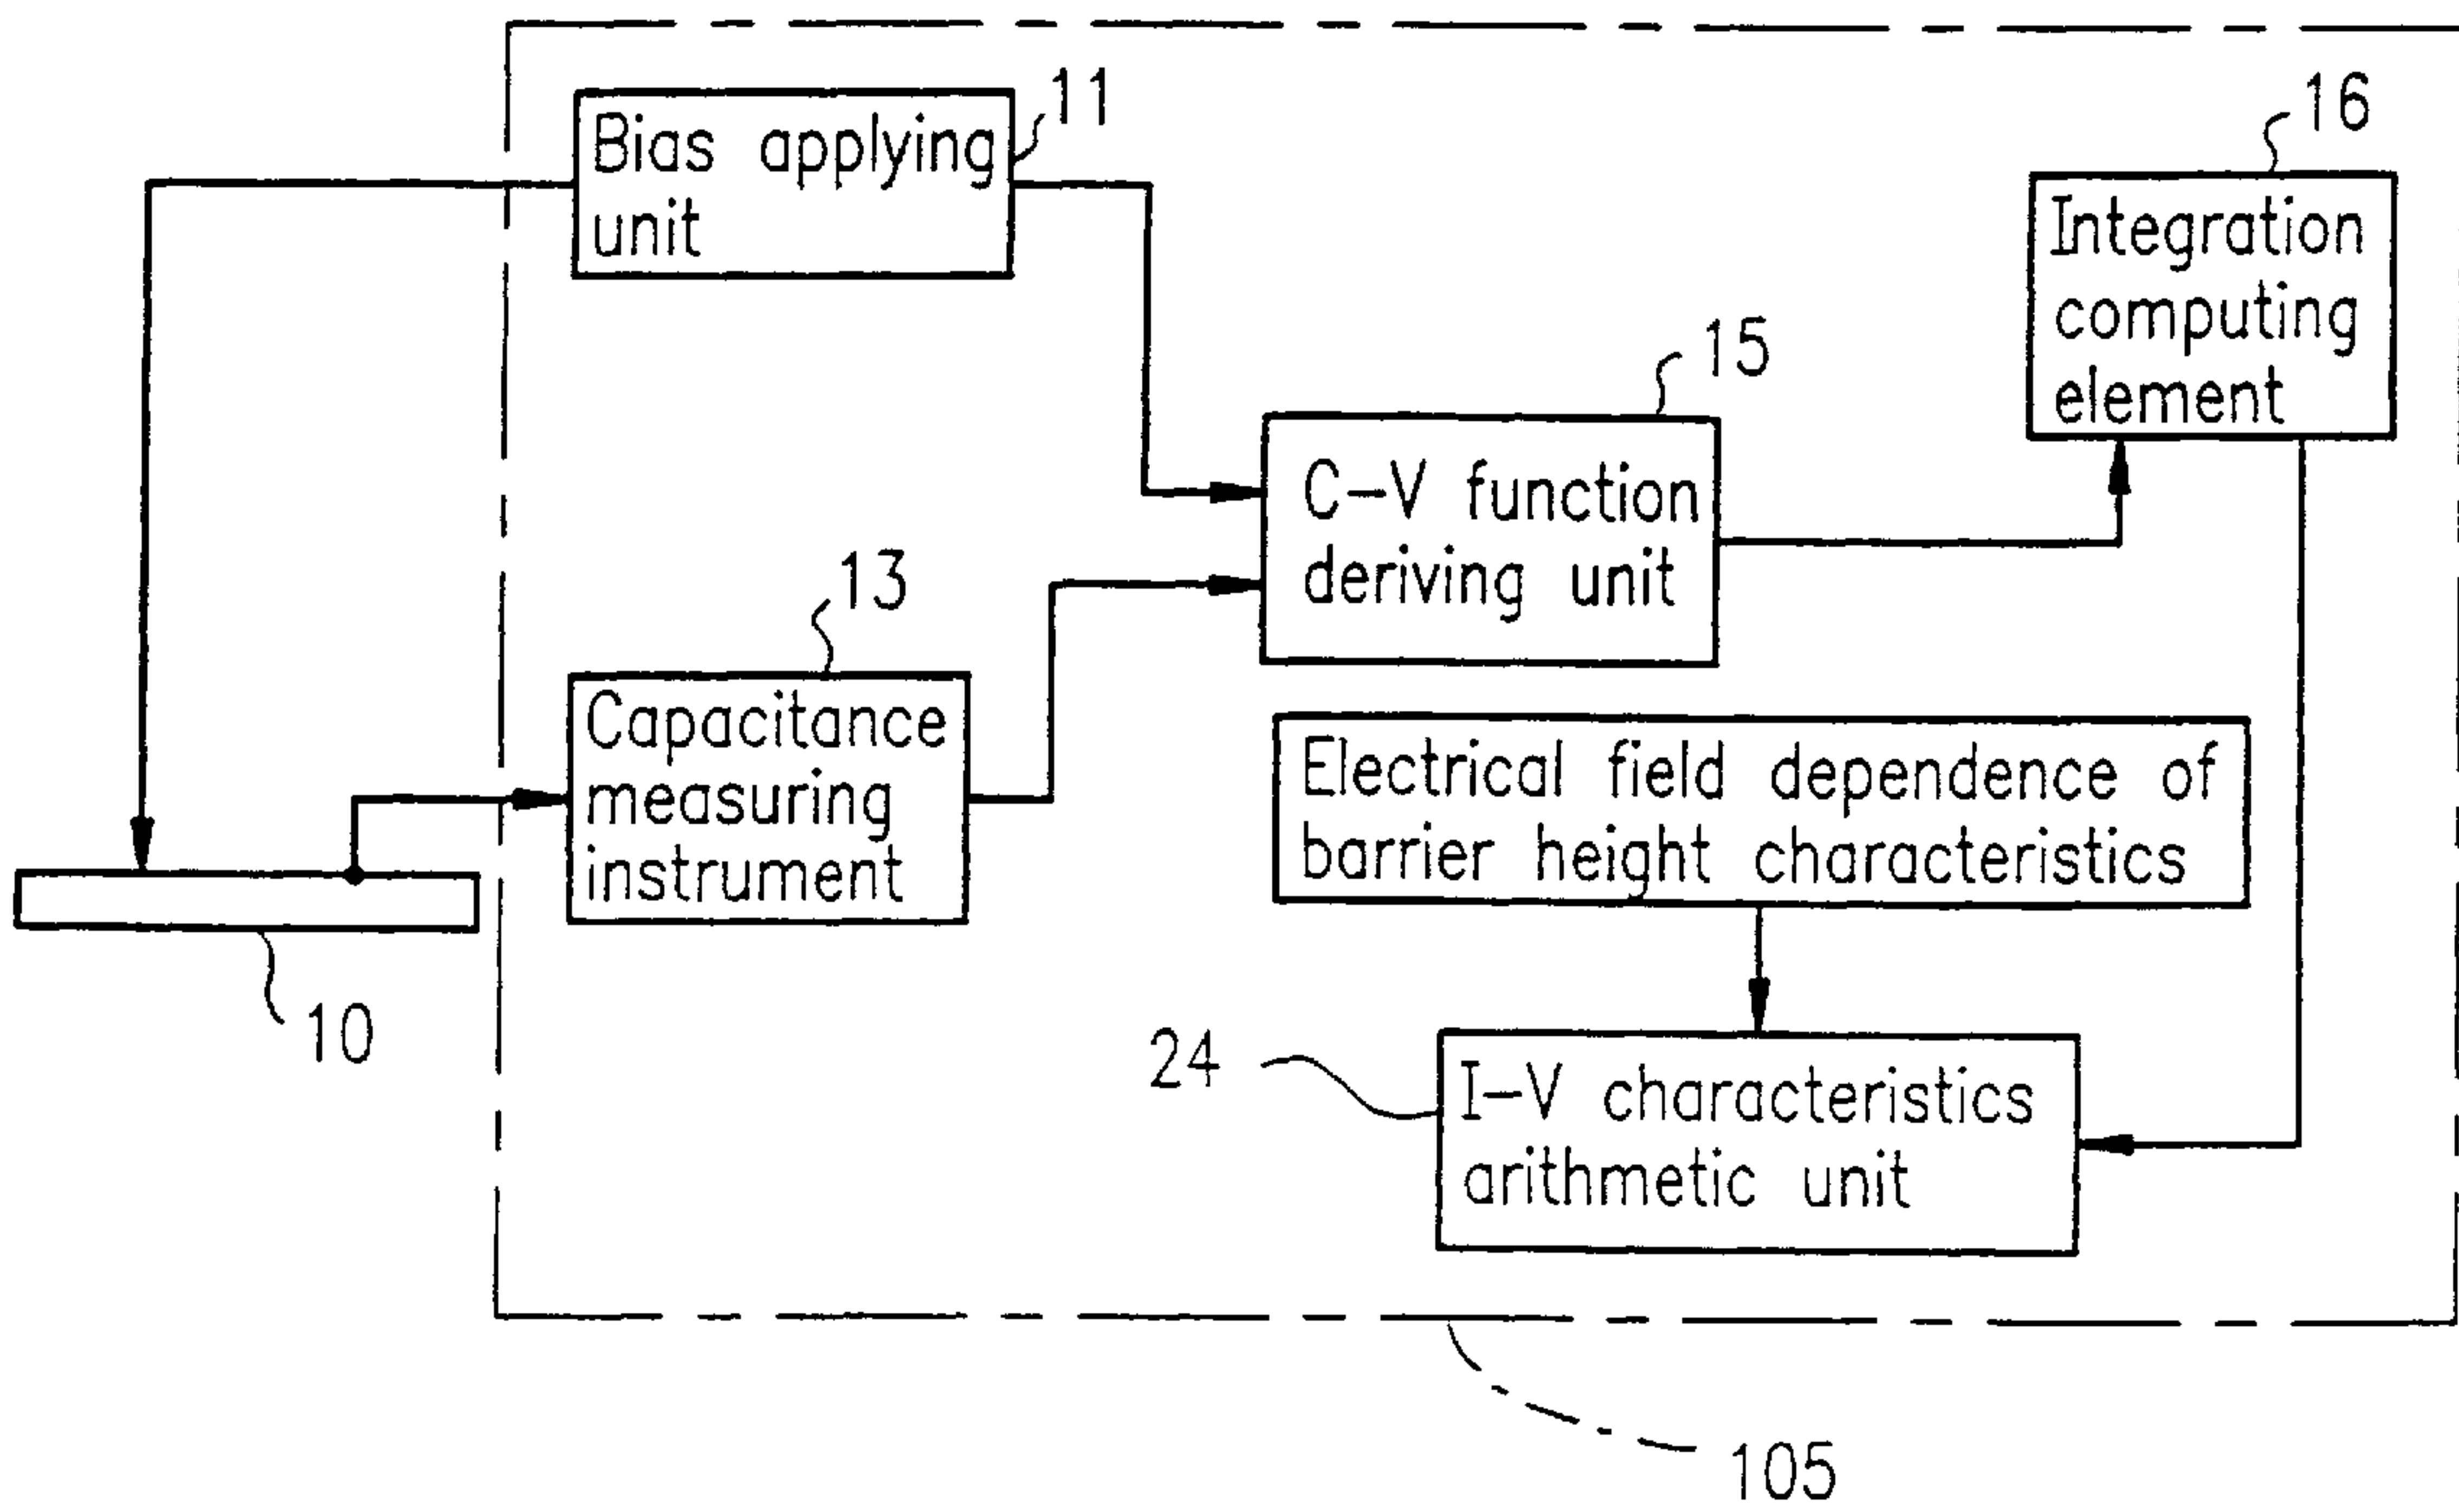 11
Bias applying
unit
16
Integration
computing
element
15
C-V function
deriving unit
13
Capacitance
measuring
instrument
Electrical field dependence of
barrier height characteristics
10
24
I-V characteristics
arithmetic unit
105